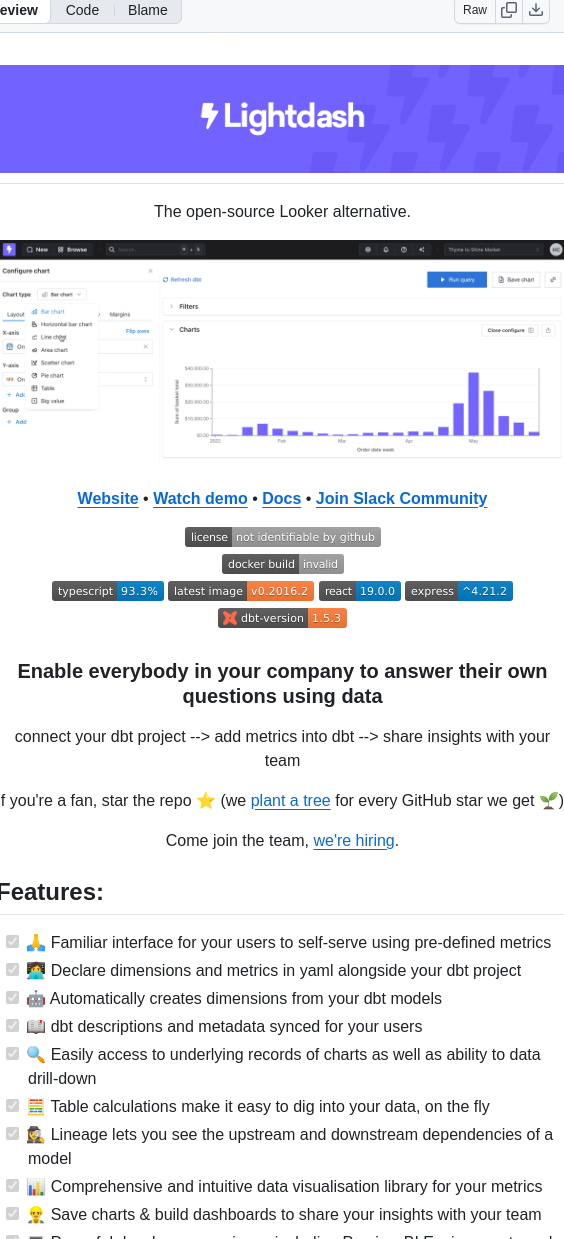 eview Code Blame Raw
Lightdash
The open-source Looker alternative.
New Browse Search... Thyme to Shine Market
Configure chart
Refresh dbt Run query Save chart
Chart type Bar chart
Bar chart
Horizontal bar chart
Line chart
Area chart
Scatter chart
Pie chart
Table
Big value
Layout Margins
X-axis Flip axes
Y-axis
Group
Add
Filters
Charts Close configure
$40,000.00
$30,000.00
$20,000.00
$10,000.00
$0.00
2022 Feb Mar Apr May
Order date week
Website • Watch demo • Docs • Join Slack Community
license not identifiable by github
docker build invalid
typescript 93.3% latest image v0.2016.2 react 19.0.0 express ^4.21.2
dbt-version 1.5.3
Enable everybody in your company to answer their own
questions using data
connect your dbt project --> add metrics into dbt --> share insights with your
team
f you're a fan, star the repo ⭐ (we plant a tree for every GitHub star we get 🌱)
Come join the team, we're hiring.
Features:
🙏 Familiar interface for your users to self-serve using pre-defined metrics
👩‍💻 Declare dimensions and metrics in yaml alongside your dbt project
🤖 Automatically creates dimensions from your dbt models
📖 dbt descriptions and metadata synced for your users
🔍 Easily access to underlying records of charts as well as ability to data
drill-down
🧮 Table calculations make it easy to dig into your data, on the fly
🕵️‍♀️ Lineage lets you see the upstream and downstream dependencies of a
model
📊 Comprehensive and intuitive data visualisation library for your metrics
👷 Save charts & build dashboards to share your insights with your team